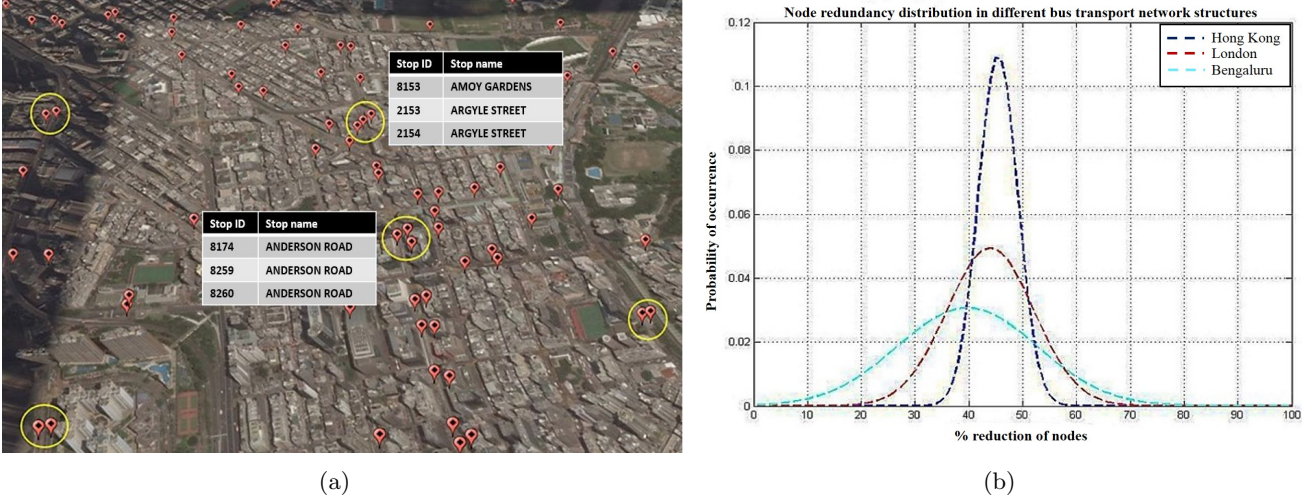 Stop ID Stop name
8153 AMOY GARDENS
2153 ARGYLE STREET
2154 ARGYLE STREET
Stop ID Stop name
8174 ANDERSON ROAD
8259 ANDERSON ROAD
8260 ANDERSON ROAD
(a)
Node redundancy distribution in different bus transport network structures
Hong Kong
London
Bengaluru
Probability of occurrence
0.12
0.1
0.08
0.06
0.04
0.02
0
0 10 20 30 40 50 60 70 80 90 100
% reduction of nodes
(b)